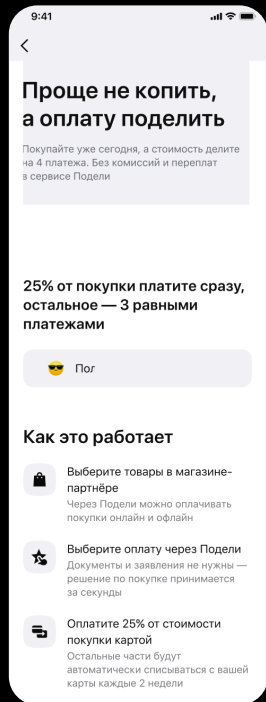 9:41
Проще не копить,
а оплату поделить
Покупайте уже сегодня, а стоимость делите
на 4 платежа. Без комиссий и переплат
в сервисе Подели
25% от покупки платите сразу,
остальное — 3 равными
платежами
Пол
Как это работает
Выберите товары в магазине-
партнёре
Через Подели можно оплачивать
покупки онлайн и офлайн
Выберите оплату через Подели
Документы и заявления не нужны —
решение по покупке принимается
за секунды
Оплатите 25% от стоимости
покупки картой
Остальные части будут
автоматически списываться с вашей
карты каждые 2 недели